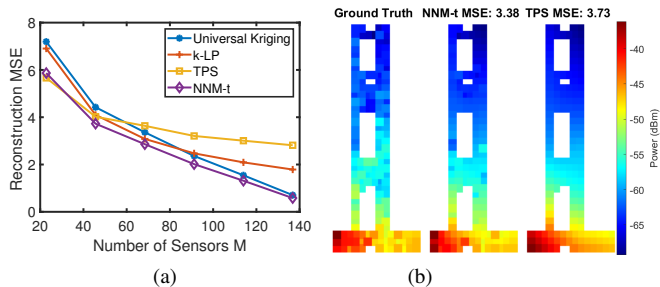 Universal Kriging
k-LP
TPS
NNM-t
Reconstruction MSE
8
6
4
2
0
20 40 60 80 100 120 140
Number of Sensors M
(a)
Ground Truth NNM-t MSE: 3.38 TPS MSE: 3.73
-40
-45
-50
-55
-60
-65
Power (dBm)
(b)